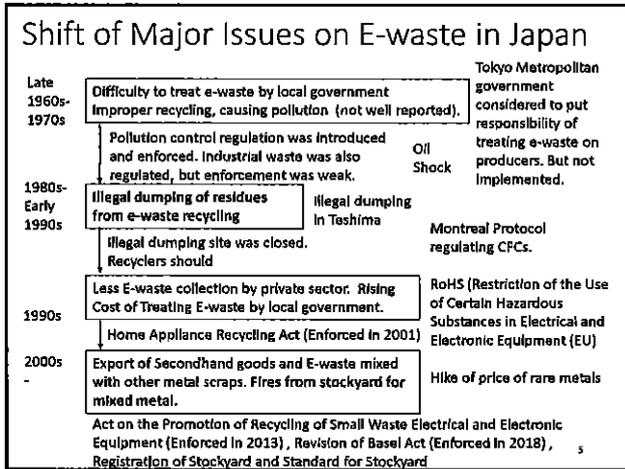 Shift of Major Issues on E-waste in Japan
Late
1960s-
1970s
Difficulty to treat e-waste by local government
Improper recycling, causing pollution (not well reported).
Tokyo Metropolitan
government
considered to put
responsibility of
treating e-waste on
producers. But not
implemented.
Pollution control regulation was introduced
and enforced. Industrial waste was also
regulated, but enforcement was weak.
Oil
Shock
1980s-
Early
1990s
Illegal dumping of residues
from e-waste recycling
Illegal dumping
in Teshima
Illegal dumping site was closed.
Recyclers should
Montreal Protocol
regulating CFCs.
1990s
Less E-waste collection by private sector. Rising
Cost of Treating E-waste by local government.
RoHS (Restriction of the Use
of Certain Hazardous
Substances in Electrical and
Electronic Equipment (EU)
Home Appliance Recycling Act (Enforced in 2001)
2000s
-
Export of Secondhand goods and E-waste mixed
with other metal scraps. Fires from stockyard for
mixed metal.
Hike of price of rare metals
Act on the Promotion of Recycling of Small Waste Electrical and Electronic
Equipment (Enforced in 2013) , Revision of Basel Act (Enforced in 2018) ,
Registration of Stockyard and Standard for Stockyard
5